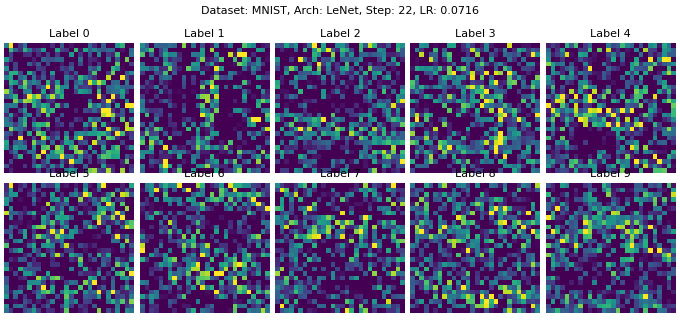 Dataset: MNIST, Arch: LeNet, Step: 22, LR: 0.0716
Label 0 Label 1 Label 2 Label 3 Label 4
Label 5 Label 6 Label 7 Label 8 Label 9